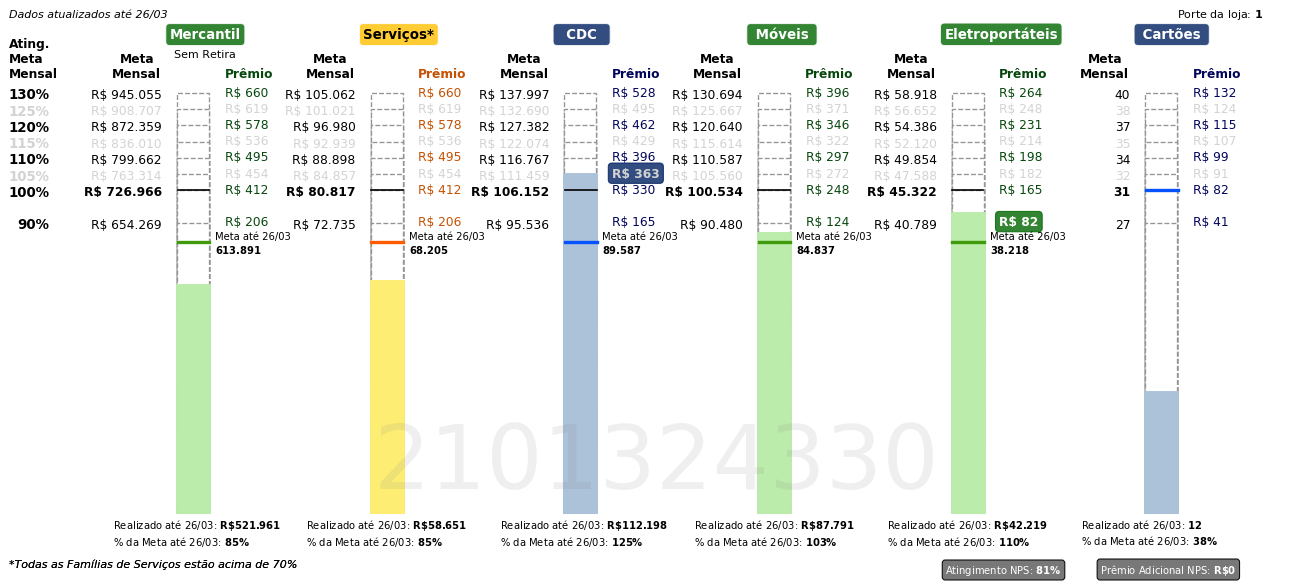 Dados atualizados até 26/03
Porte da loja: 1
Mercantil Serviços* CDC Móveis Eletroportáteis Cartões
Sem Retira
Ating. Meta Mensal
Meta Mensal Prêmio Meta Mensal Prêmio Meta Mensal Prêmio Meta Mensal Prêmio Meta Mensal Prêmio Meta Mensal Prêmio
130% R$ 945.055 R$ 660 R$ 105.062 R$ 660 R$ 137.997 R$ 528 R$ 130.694 R$ 396 R$ 58.918 R$ 264 40 R$ 132
125% R$ 908.707 R$ 619 R$ 101.021 R$ 619 R$ 132.690 R$ 495 R$ 125.667 R$ 371 R$ 56.652 R$ 248 38 R$ 124
120% R$ 872.359 R$ 578 R$ 96.980 R$ 578 R$ 127.382 R$ 462 R$ 120.640 R$ 346 R$ 54.386 R$ 231 37 R$ 115
115% R$ 836.010 R$ 536 R$ 92.939 R$ 536 R$ 122.074 R$ 429 R$ 115.614 R$ 322 R$ 52.120 R$ 214 35 R$ 107
110% R$ 799.662 R$ 495 R$ 88.898 R$ 495 R$ 116.767 R$ 396 R$ 110.587 R$ 297 R$ 49.854 R$ 198 34 R$ 99
105% R$ 763.314 R$ 454 R$ 84.857 R$ 454 R$ 111.459 R$ 363 R$ 105.560 R$ 272 R$ 47.588 R$ 182 32 R$ 91
100% R$ 726.966 R$ 412 R$ 80.817 R$ 412 R$ 106.152 R$ 330 R$ 100.534 R$ 248 R$ 45.322 R$ 165 31 R$ 82
90% R$ 654.269 R$ 206 R$ 72.735 R$ 206 R$ 95.536 R$ 165 R$ 90.480 R$ 124 R$ 40.789 R$ 82 27 R$ 41
Meta até 26/03 Meta até 26/03 Meta até 26/03 Meta até 26/03 Meta até 26/03
613.891 68.205 89.587 84.837 38.218
2101324330
Realizado até 26/03: R$521.961 Realizado até 26/03: R$58.651 Realizado até 26/03: R$112.198 Realizado até 26/03: R$87.791 Realizado até 26/03: R$42.219 Realizado até 26/03: 12
% da Meta até 26/03: 85% % da Meta até 26/03: 85% % da Meta até 26/03: 125% % da Meta até 26/03: 103% % da Meta até 26/03: 110% % da Meta até 26/03: 38%
*Todas as Famílias de Serviços estão acima de 70%
Atingimento NPS: 81% Prêmio Adicional NPS: R$0